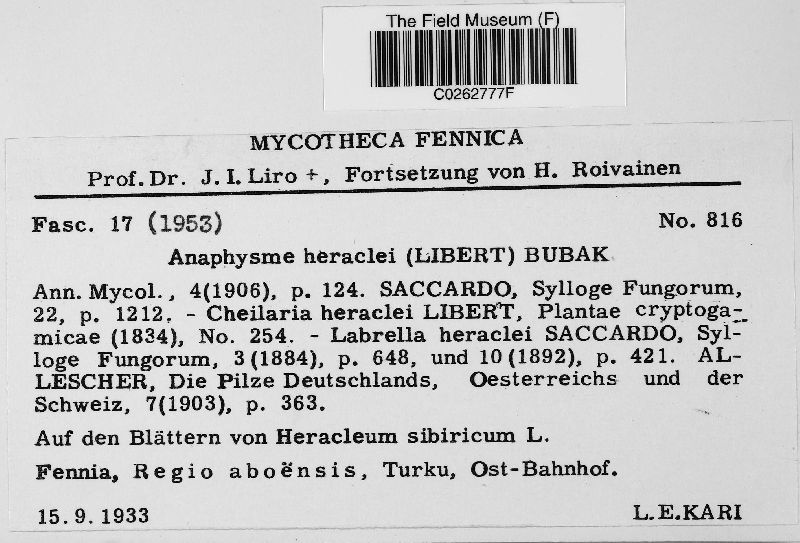 The Field Museum (F)
C0262777F
MYCOTHECA FENNICA
Prof. Dr. J. I. Liro +, Fortsetzung von H. Roivainen
Fasc. 17 (1953) No. 816
Anaphysme heraclei (LIBERT) BUBAK
Ann. Mycol., 4(1906), p. 124. SACCARDO, Sylloge Fungorum,
22, p. 1212. - Cheilaria heraclei LIBERT, Plantae cryptoga-
micae (1834), No. 254. - Labrella heraclei SACCARDO, Syl-
loge Fungorum, 3(1884), p. 648, und 10(1892), p. 421. AL-
LESCHER, Die Pilze Deutschlands, Oesterreichs und der
Schweiz, 7(1903), p. 363.
Auf den Blättern von Heracleum sibiricum L.
Fennia, Regio aboënsis, Turku, Ost-Bahnhof.
15. 9. 1933 L. E. KARI